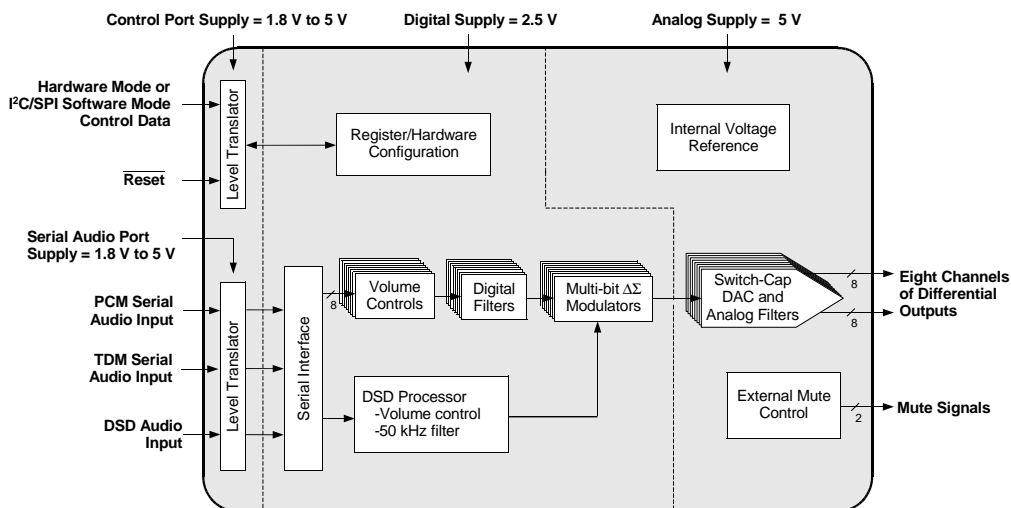 Control Port Supply = 1.8 V to 5 V
Digital Supply = 2.5 V
Analog Supply = 5 V
Hardware Mode or
I²C/SPI Software Mode
Control Data
Reset
Level Translator
Register/Hardware
Configuration
Internal Voltage
Reference
Serial Audio Port
Supply = 1.8 V to 5 V
PCM Serial
Audio Input
TDM Serial
Audio Input
DSD Audio
Input
Level Translator
Serial Interface
8
Volume
Controls
Digital
Filters
Multi-bit ΔΣ
Modulators
Switch-Cap
DAC and
Analog Filters
8
8
Eight Channels
of Differential
Outputs
DSD Processor
-Volume control
-50 kHz filter
External Mute
Control
2
Mute Signals